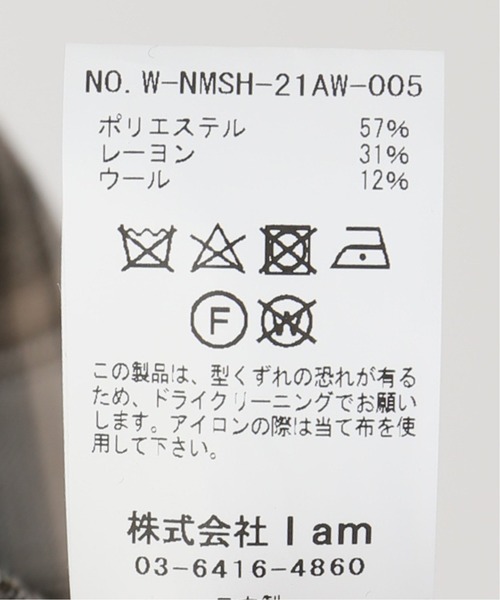 NO. W-NMSH-21AW-005
ポリエステル 57%
レーヨン 31%
ウール 12%
F
W
この製品は、型くずれの恐れが有る
ため、ドライクリーニングでお願い
します。アイロンの際は当て布を使
用して下さい。
株式会社 I am
03-6416-4860